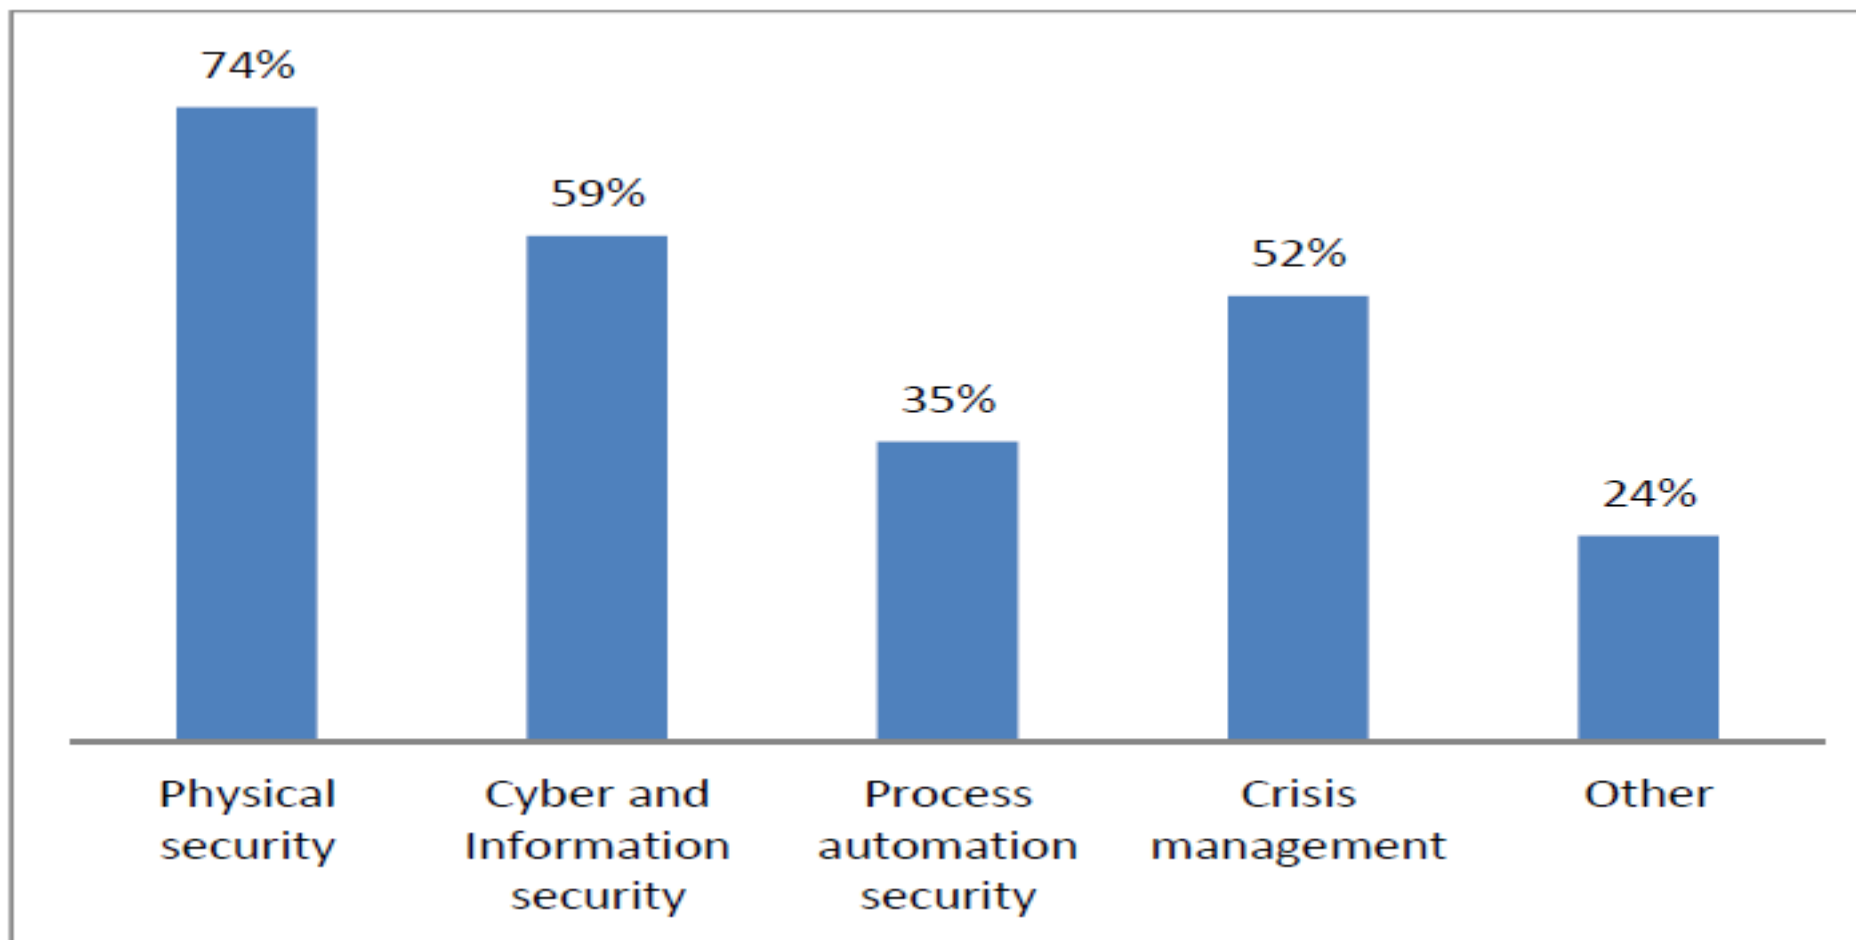 74%
59%
52%
35%
24%
Physical
security
Cyber and
Information
security
Process
automation
security
Crisis
management
Other